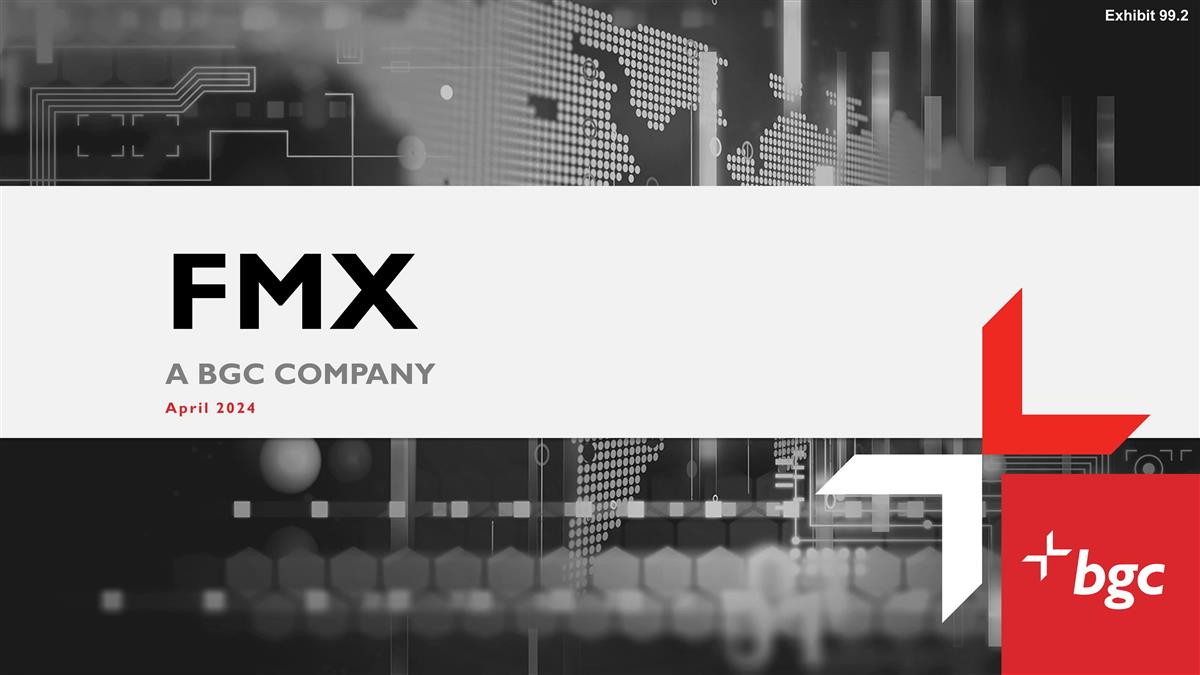 Exhibit 99.2
FMX
A BGC COMPANY
April 2024
bgc